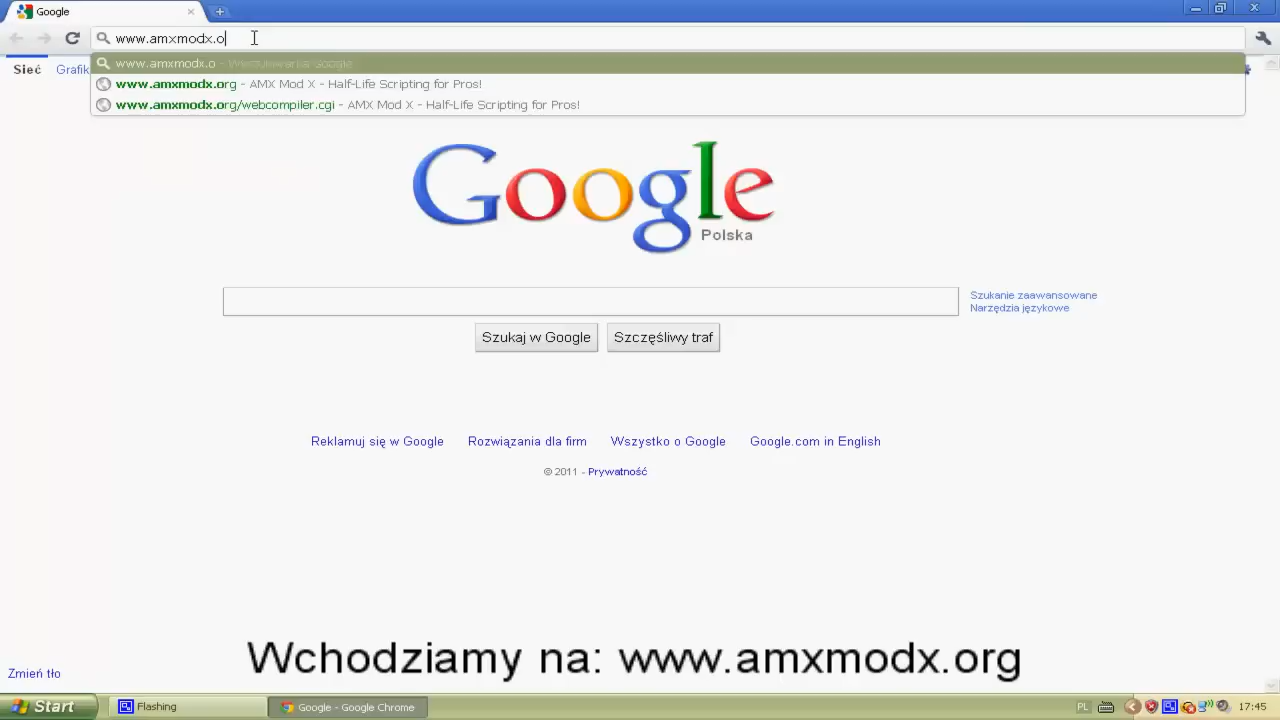 Google
www.amxmodx.o
www.amxmodx.o - Wyszukiwarka Google
www.amxmodx.org - AMX Mod X - Half-Life Scripting for Pros!
www.amxmodx.org/webcompiler.cgi - AMX Mod X - Half-Life Scripting for Pros!
Sieć Grafik
Google
Polska
Szukanie zaawansowane
Narzędzia językowe
Szukaj w Google Szczęśliwy traf
Reklamuj się w Google Rozwiązania dla firm Wszystko o Google Google.com in English
© 2011 - Prywatność
Wchodziamy na: www.amxmodx.org
Zmień tło
Start Flashing Google - Google Chrome PL 17:45